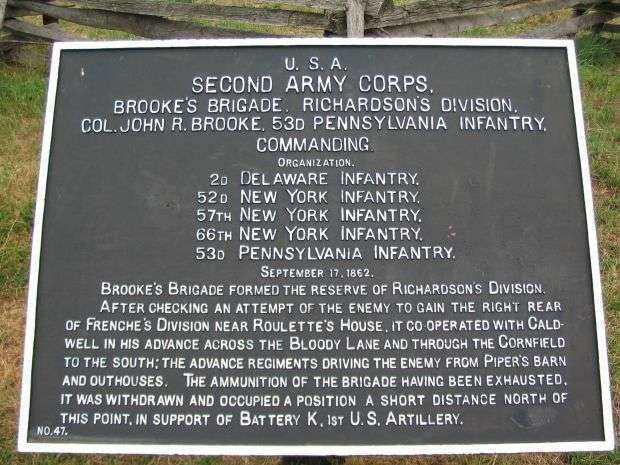 U. S. A.
SECOND ARMY CORPS,
BROOKE'S BRIGADE, RICHARDSON'S DIVISION,
COL. JOHN R. BROOKE, 53D PENNSYLVANIA INFANTRY,
COMMANDING.
ORGANIZATION.
2D DELAWARE INFANTRY,
52D NEW YORK INFANTRY,
57TH NEW YORK INFANTRY,
66TH NEW YORK INFANTRY,
53D PENNSYLVANIA INFANTRY.
SEPTEMBER 17, 1862.
BROOKE'S BRIGADE FORMED THE RESERVE OF RICHARDSON'S DIVISION.
AFTER CHECKING AN ATTEMPT OF THE ENEMY TO GAIN THE RIGHT REAR
OF FRENCHE'S DIVISION NEAR ROULETTE'S HOUSE, IT CO OPERATED WITH CALD-
WELL IN HIS ADVANCE ACROSS THE BLOODY LANE AND THROUGH THE CORNFIELD
TO THE SOUTH; THE ADVANCE REGIMENTS DRIVING THE ENEMY FROM PIPER'S BARN
AND OUTHOUSES. THE AMMUNITION OF THE BRIGADE HAVING BEEN EXHAUSTED,
IT WAS WITHDRAWN AND OCCUPIED A POSITION A SHORT DISTANCE NORTH OF
THIS POINT, IN SUPPORT OF BATTERY K, 1ST U.S. ARTILLERY.
NO. 47.